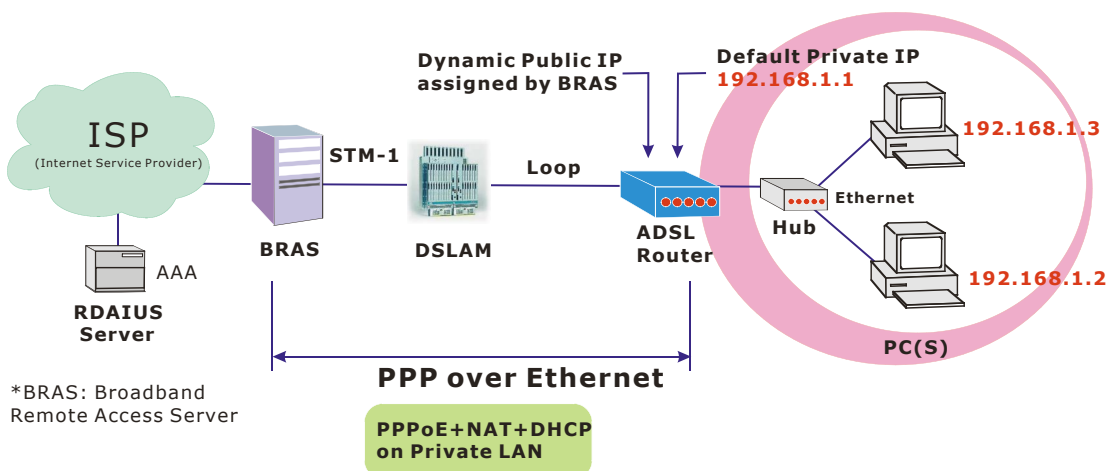 Dynamic Public IP
assigned by BRAS
Default Private IP
192.168.1.1
ISP
(Internet Service Provider)
STM-1
Loop
192.168.1.3
Ethernet
Hub
BRAS
DSLAM
ADSL
Router
AAA
RDAIUS
Server
192.168.1.2
PC(S)
PPP over Ethernet
*BRAS: Broadband
Remote Access Server
PPPoE+NAT+DHCP
on Private LAN